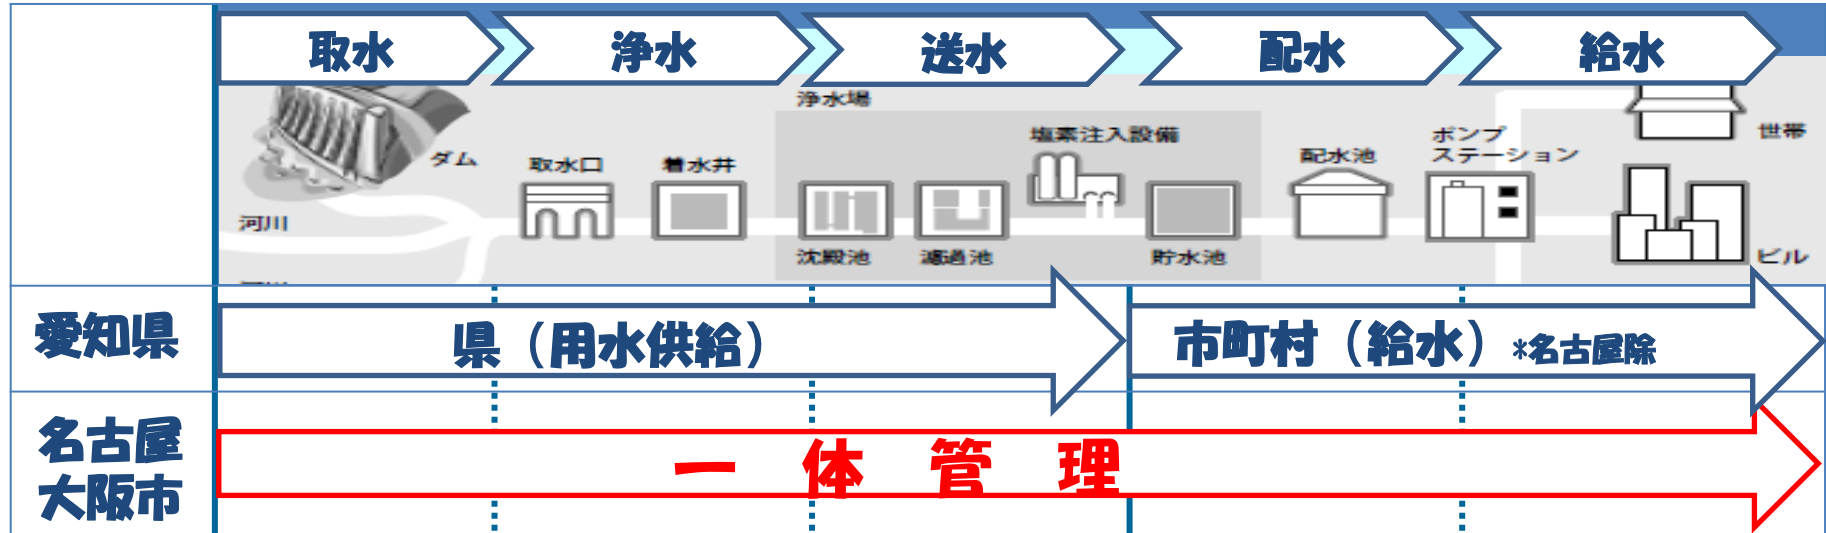 取水
浄水
送水
配水
給水
浄水場
塩素注入設備
ポンプ
ステーション
世帯
ダム
取水口
着水井
配水池
河川
沈殿池
濾過池
貯水池
ビル
愛知県
県（用水供給）
市町村（給水）*名古屋除
名古屋
大阪市
一体管理